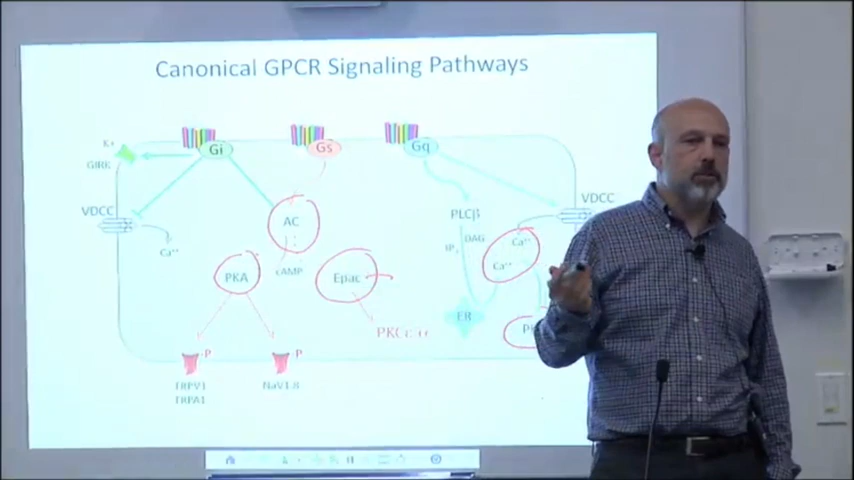 Canonical GPCR Signaling Pathways
K+
GIRK
Gi
Gs
Gq
VDCC
Ca++
AC
cAMP
PKA
Epac
PLCβ
DAG
IP₃
Ca++
Ca++
VDCC
ER
P
P
TRPV1
TRPA1
NaV1.8